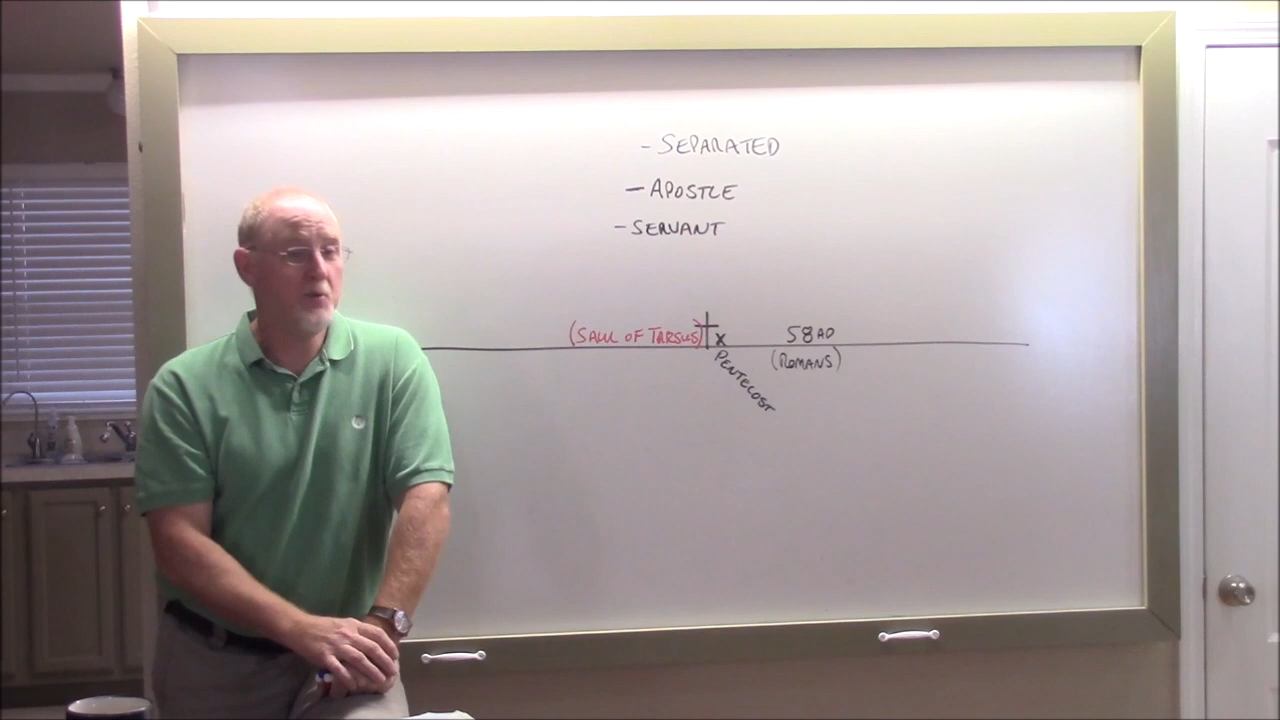 - SEPARATED
- APOSTLE
- SERVANT
(SAUL OF TARSUS)
58 AD
X
PENTECOST
(ROMANS)